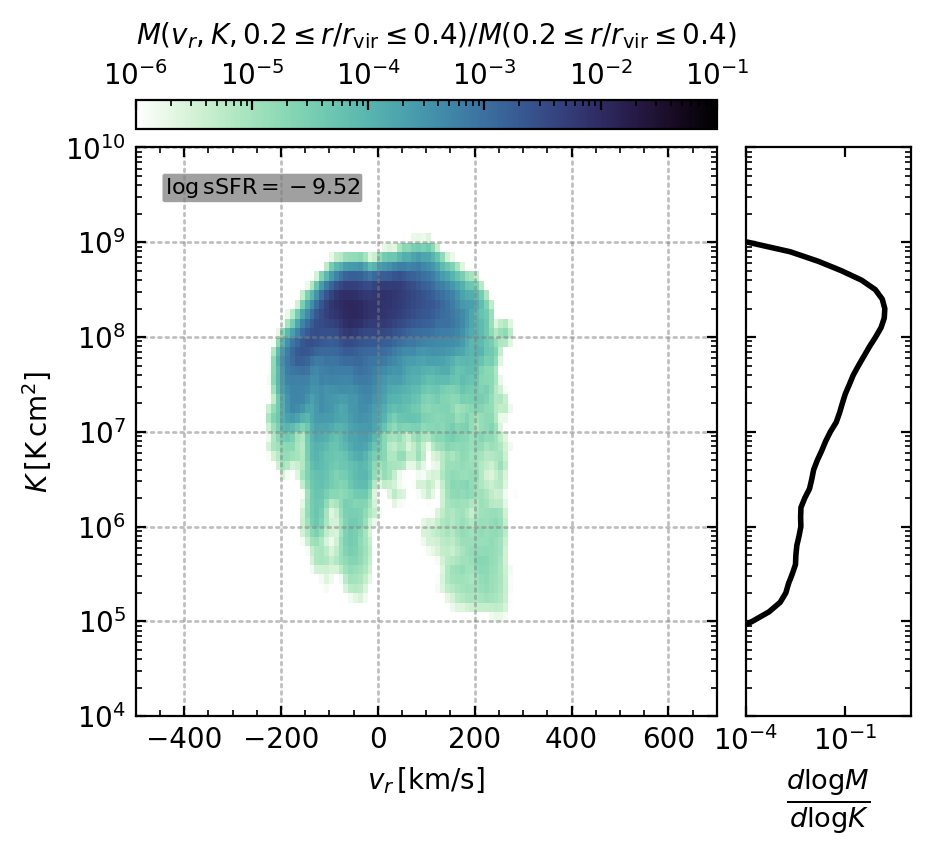 M(v_r, K, 0.2 ≤ r/r_vir ≤ 0.4)/M(0.2 ≤ r/r_vir ≤ 0.4)
10^−6 10^−5 10^−4 10^−3 10^−2 10^−1
10^10
log sSFR = −9.52
10^9
10^8
10^7
10^6
10^5
10^4
K [K cm^2]
−400 −200 0 200 400 600
10^−4 10^−1
v_r [km/s]
dlogM
dlogK